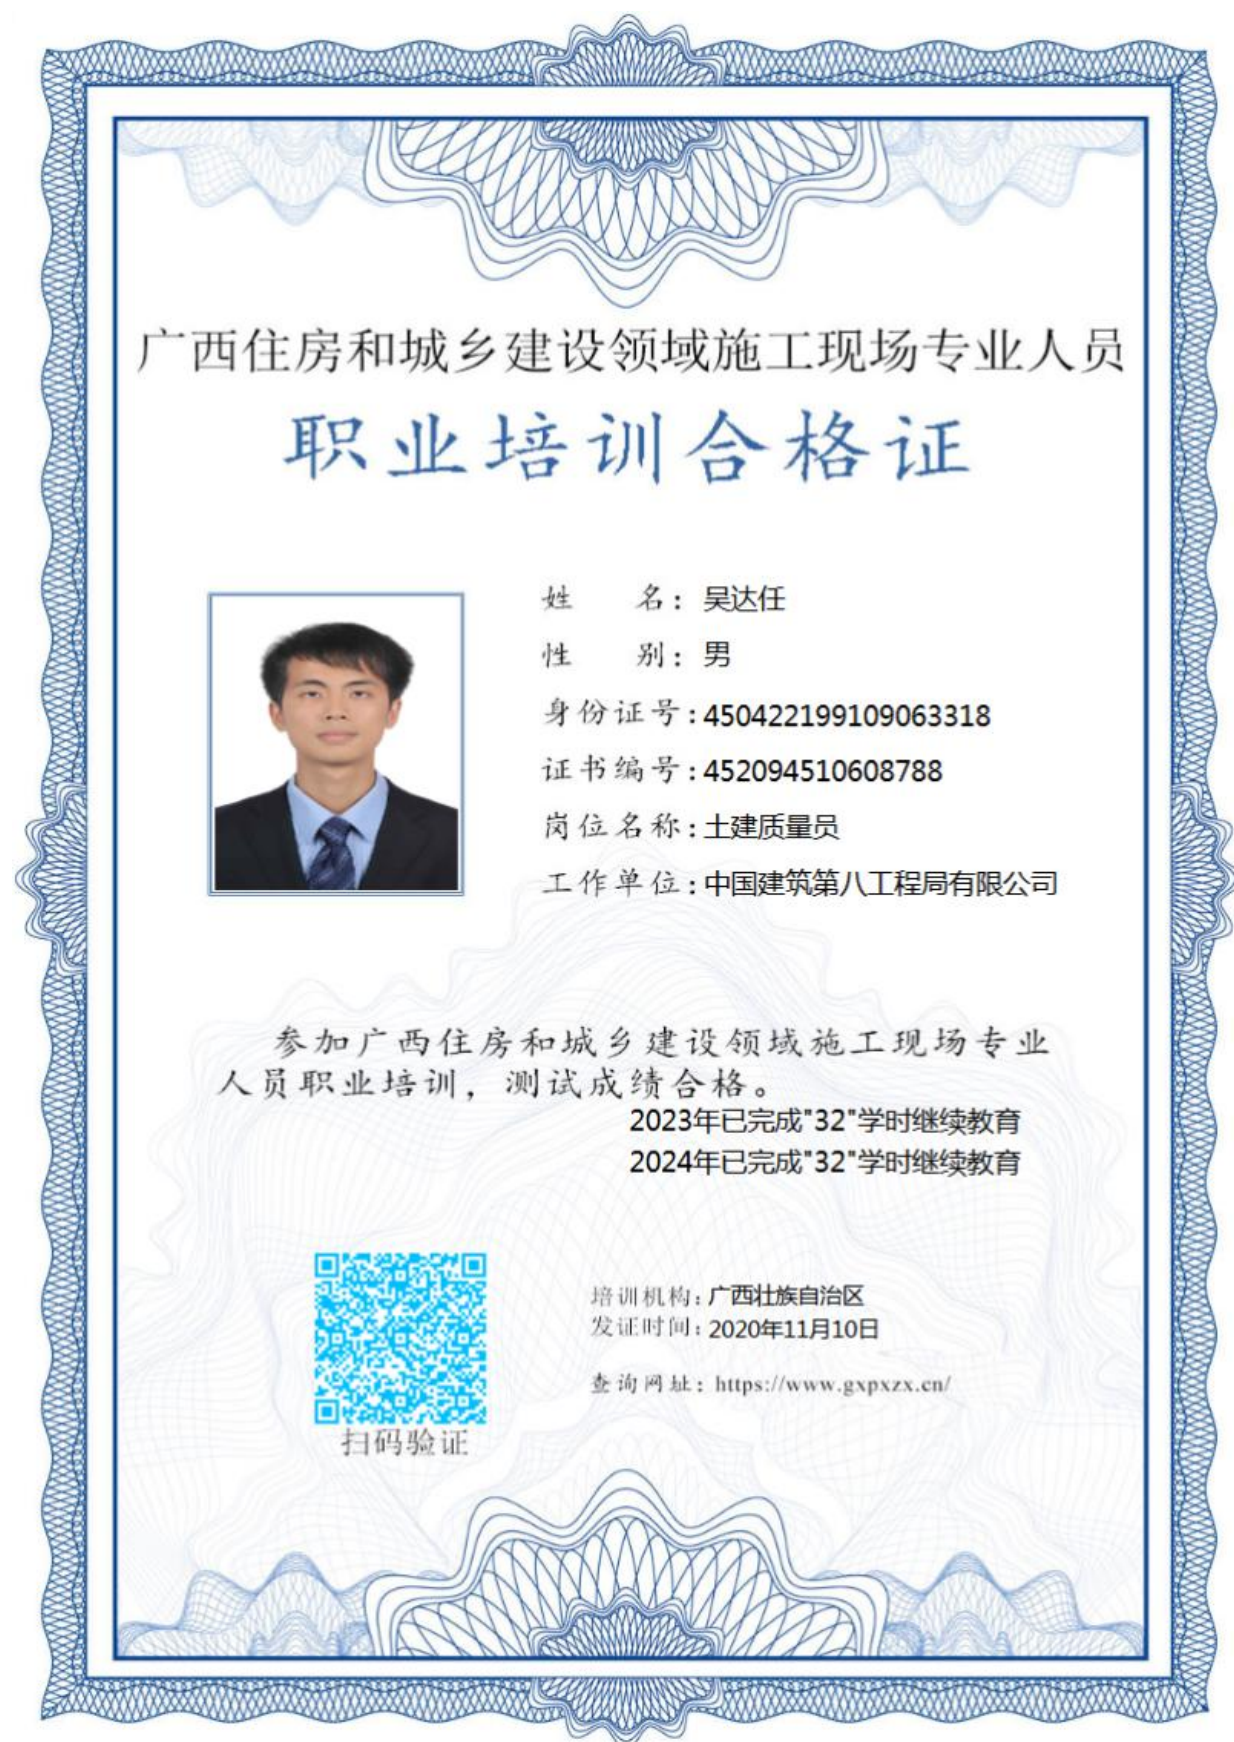 广西住房和城乡建设领域施工现场专业人员
职业培训合格证
姓 名：吴达任
性 别：男
身份证号：450422199109063318
证书编号：452094510608788
岗位名称：土建质量员
工作单位：中国建筑第八工程局有限公司
参加广西住房和城乡建设领域施工现场专业
人员职业培训，测试成绩合格。
2023年已完成"32"学时继续教育
2024年已完成"32"学时继续教育
培训机构：广西壮族自治区
发证时间：2020年11月10日
查询网址：https://www.gxpxzx.cn/
扫码验证